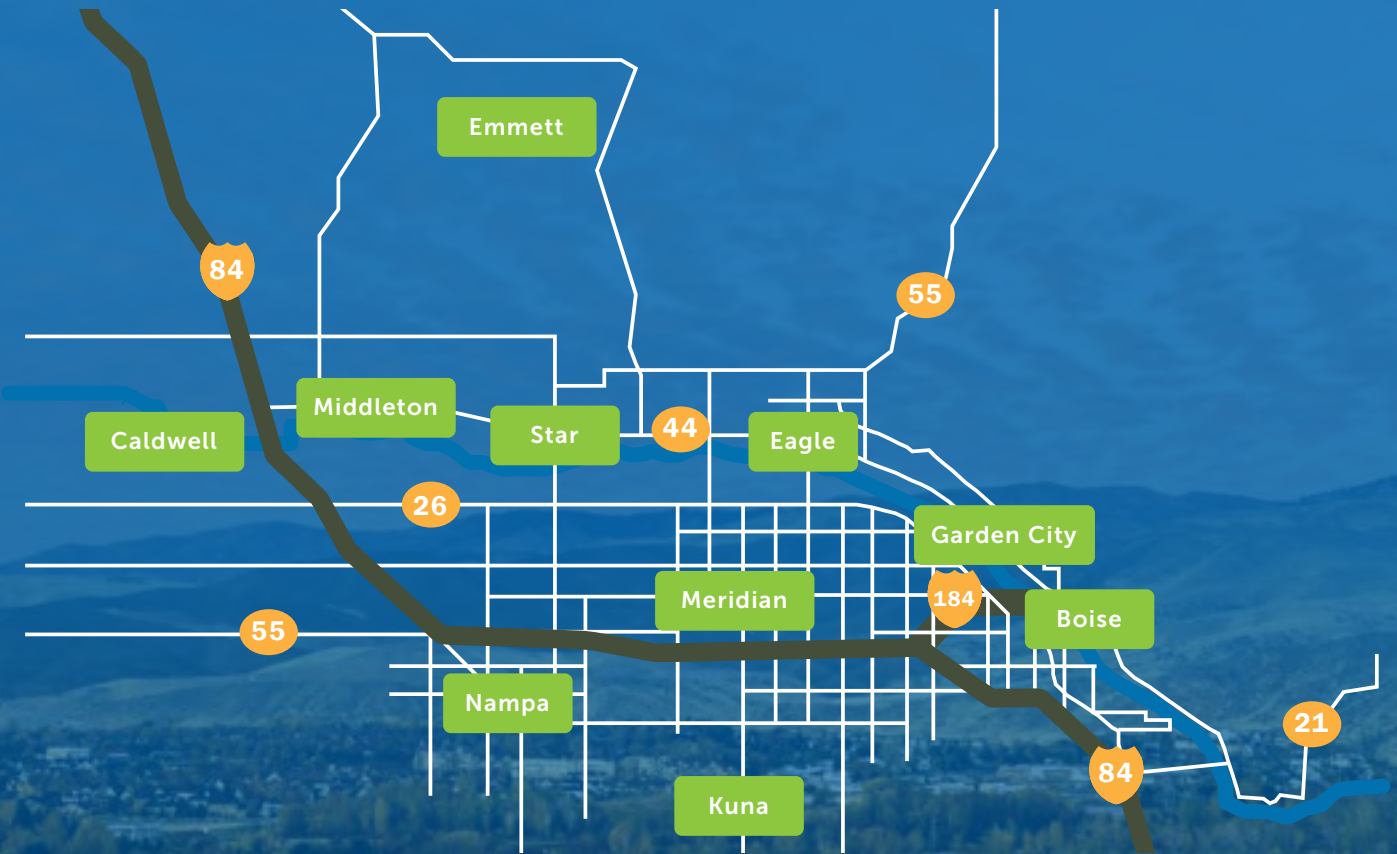 Emmett
84
55
Middleton
Star
44
Eagle
Caldwell
26
Garden City
184
Meridian
Boise
55
Nampa
21
84
Kuna